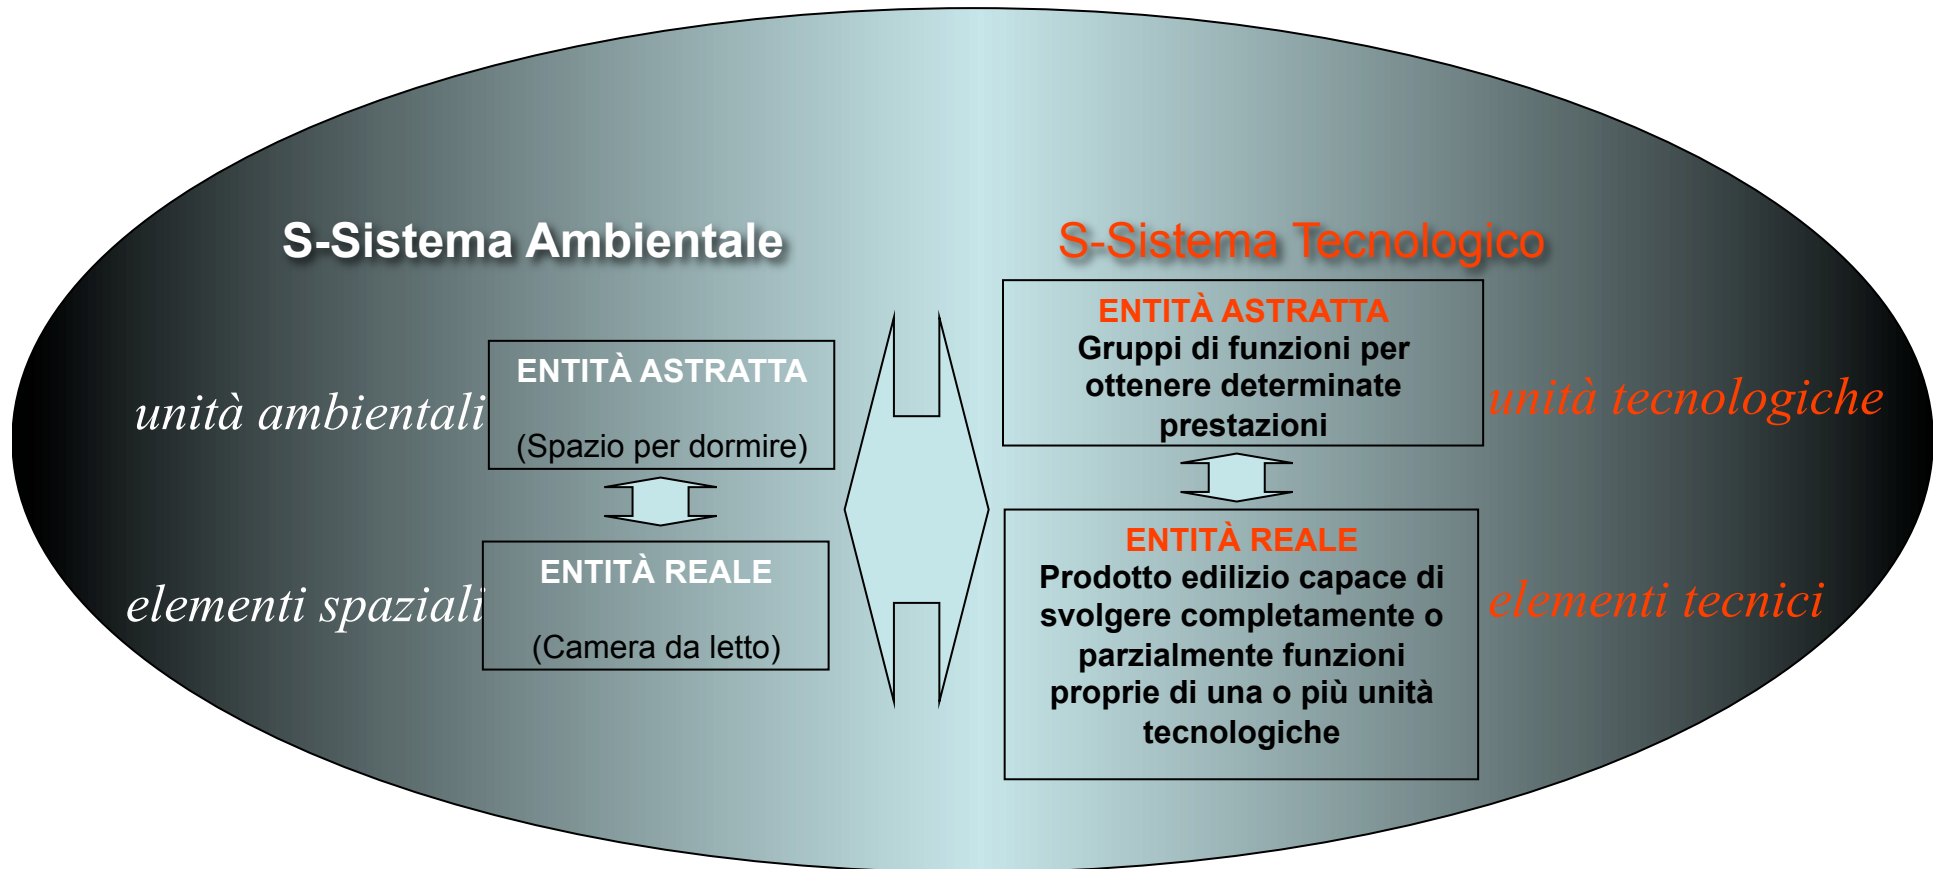 S-Sistema Ambientale
unità ambientali
ENTITÀ ASTRATTA
(Spazio per dormire)
elementi spaziali
ENTITÀ REALE
(Camera da letto)
S-Sistema Tecnologico
ENTITÀ ASTRATTA
Gruppi di funzioni per
ottenere determinate
prestazioni
unità tecnologiche
ENTITÀ REALE
Prodotto edilizio capace di
svolgere completamente o
parzialmente funzioni
proprie di una o più unità
tecnologiche
elementi tecnici